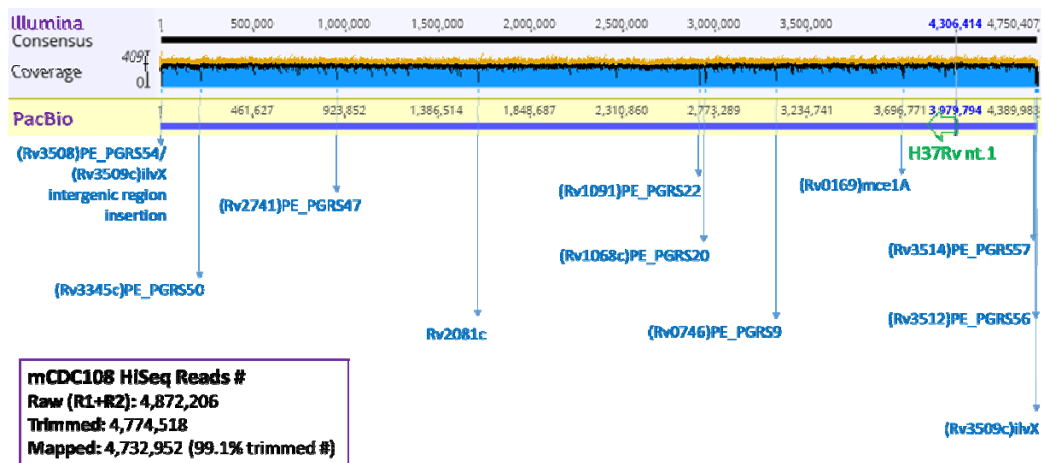 Illumina
1 500,000 1,000,000 1,500,000 2,000,000 2,500,000 3,000,000 3,500,000 4,306,414 4,750,407
Consensus
409
Coverage
0
1 461,627 923,852 1,386,514 1,848,687 2,310,860 2,773,289 3,234,741 3,696,771 3,979,794 4,389,983
PacBio
(Rv3508)PE_PGRS54/
(Rv3509c)ilvX
intergenic region
insertion
(Rv2741)PE_PGRS47
(Rv1091)PE_PGRS22
(Rv0169)mce1A
H37Rv nt.1
(Rv3345c)PE_PGRS50
Rv2081c
(Rv1068c)PE_PGRS20
(Rv0746)PE_PGRS9
(Rv3514)PE_PGRS57
(Rv3512)PE_PGRS56
(Rv3509c)ilvX
mCDC108 HiSeq Reads #
Raw (R1+R2): 4,872,206
Trimmed: 4,774,518
Mapped: 4,732,952 (99.1% trimmed #)